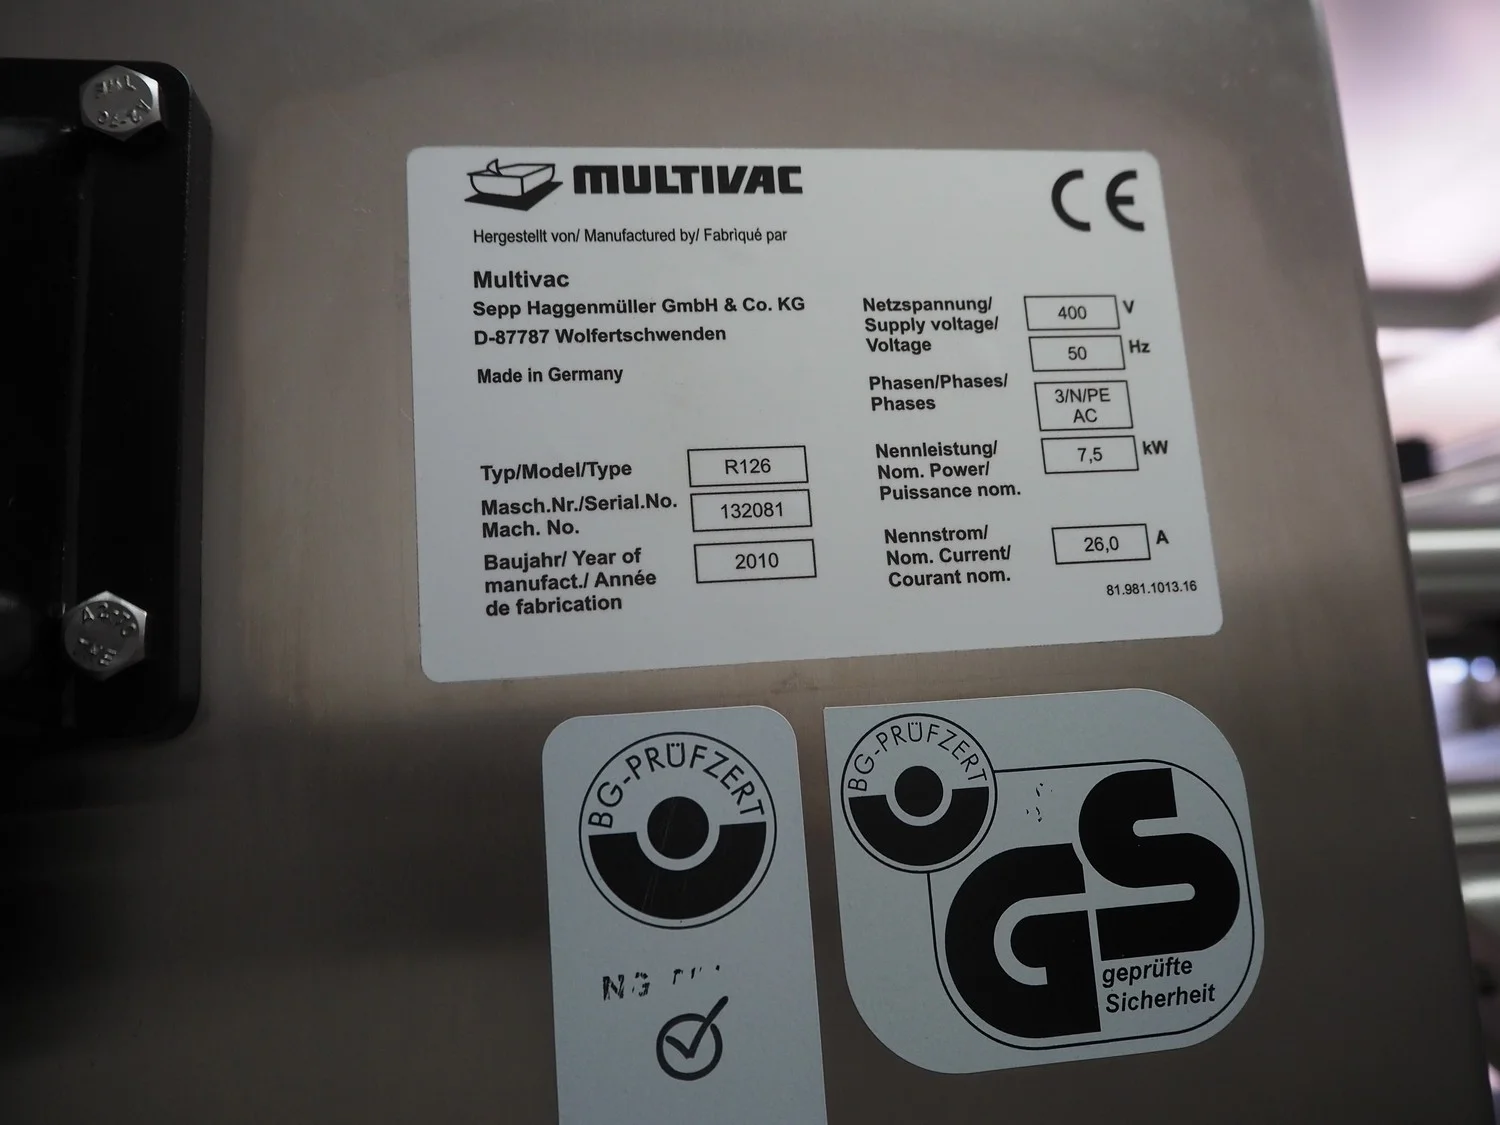 MULTIVAC
CE
Hergestellt von/ Manufactured by/ Fabriqué par
Multivac
Sepp Haggenmüller GmbH & Co. KG
D-87787 Wolfertschwenden
Made in Germany
Typ/Model/Type R126
Masch.Nr./Serial.No.
Mach. No. 132081
Baujahr/ Year of
manufact./ Année
de fabrication 2010
Netzspannung/
Supply voltage/
Voltage
400 V
50 Hz
Phasen/Phases/
Phases
3/N/PE
AC
Nennleistung/
Nom. Power/
Puissance nom.
7,5 kW
Nennstrom/
Nom. Current/
Courant nom.
26,0 A
81.981.1013.16
BG-PRÜFZERT
BG-PRÜFZERT
GS
geprüfte
Sicherheit
A2-70